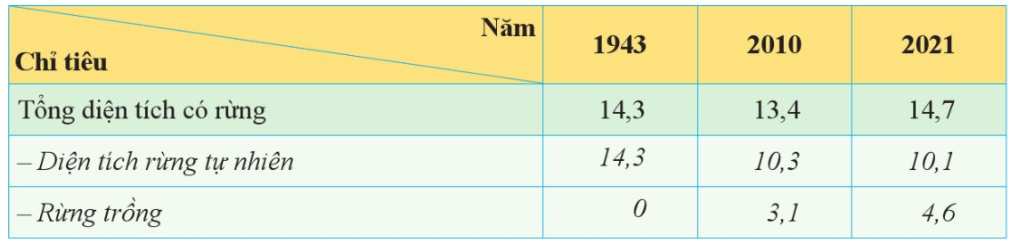 Năm
Chỉ tiêu
1943 2010 2021
Tổng diện tích có rừng 14,3 13,4 14,7
– Diện tích rừng tự nhiên 14,3 10,3 10,1
– Rừng trồng 0 3,1 4,6